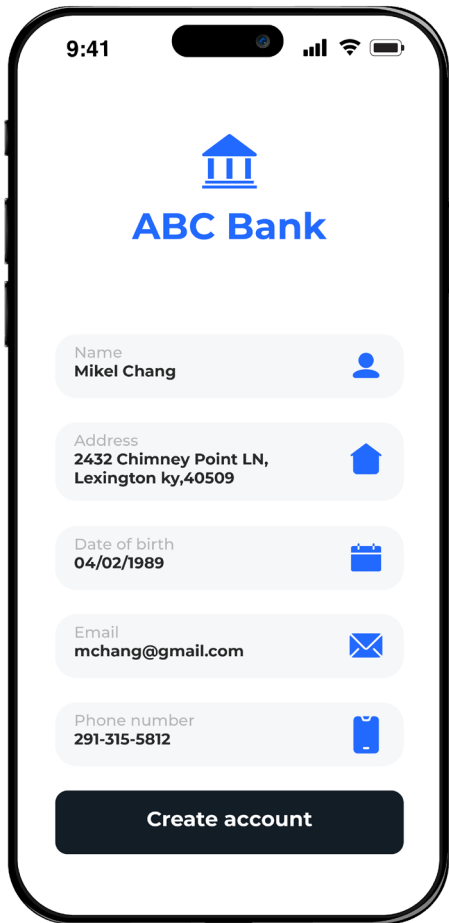 9:41
ABC Bank
Name
Mikel Chang
Address
2432 Chimney Point LN,
Lexington ky,40509
Date of birth
04/02/1989
Email
mchang@gmail.com
Phone number
291-315-5812
Create account